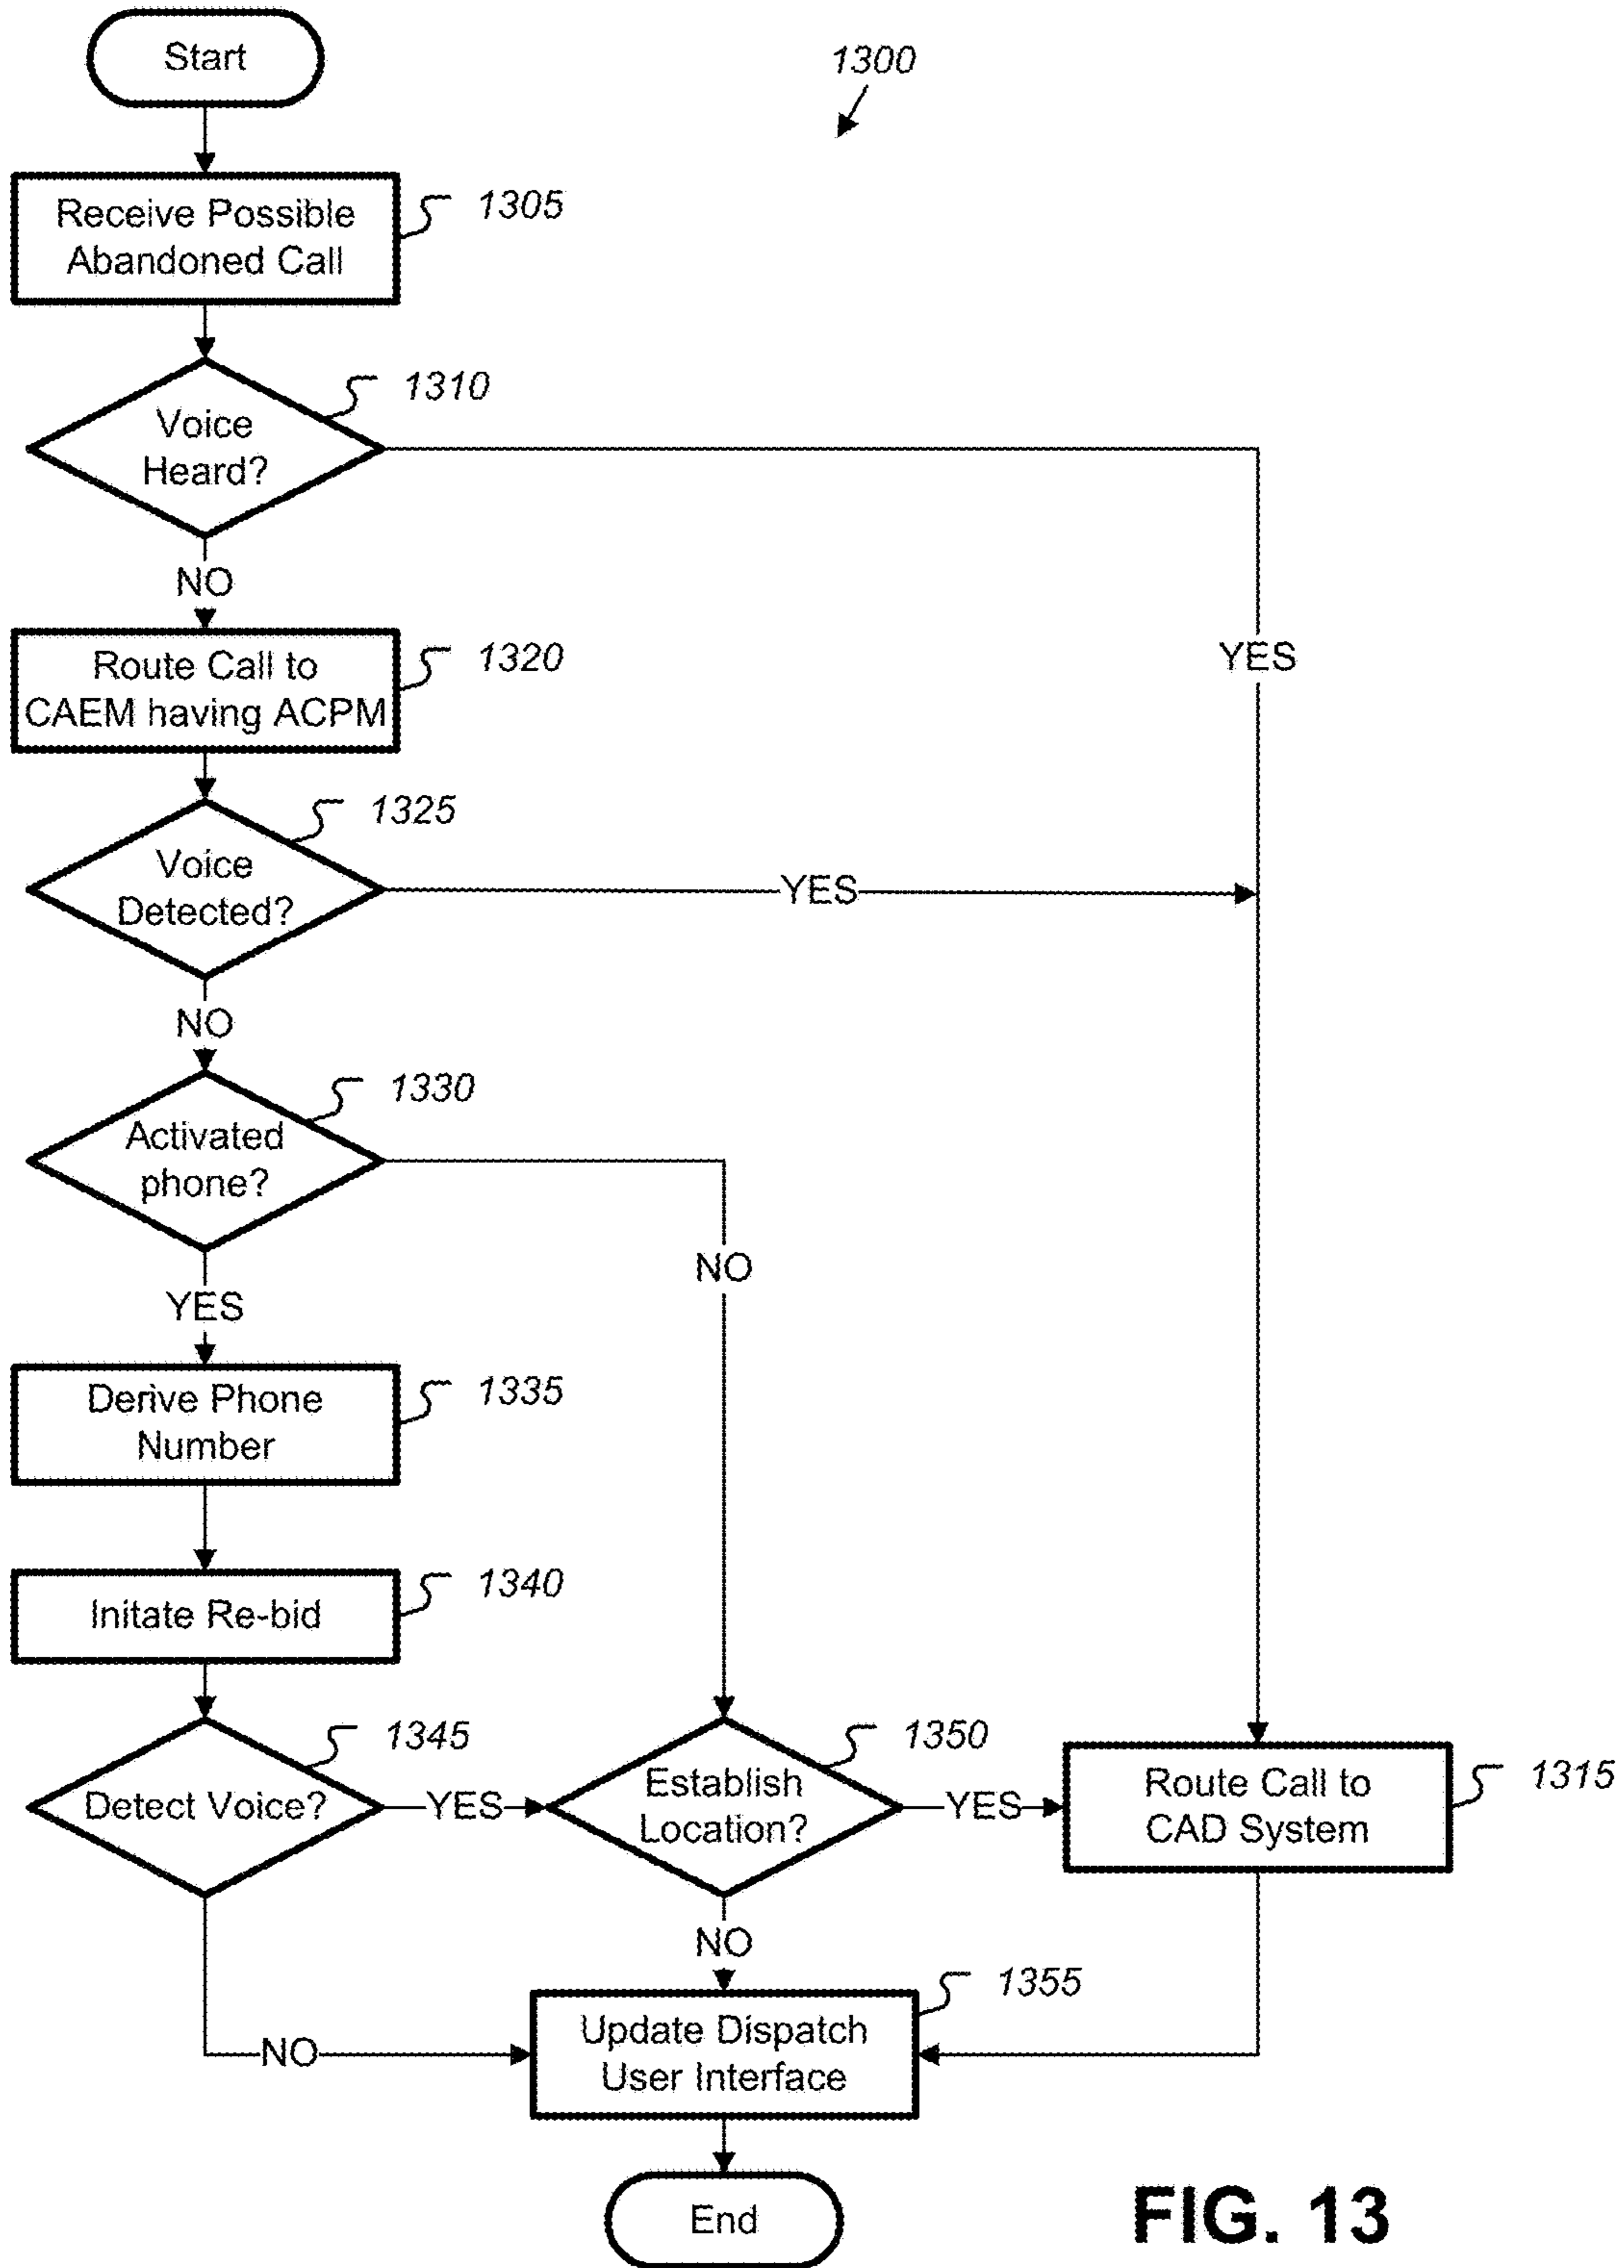 Start
1300
Receive Possible
Abandoned Call
1305
1310
Voice
Heard?
NO
YES
Route Call to
CAEM having ACPM
1320
1325
Voice
Detected?
YES
NO
1330
Activated
phone?
NO
YES
Derive Phone
Number
1335
Initate Re-bid
1340
1345
Detect Voice?
YES
1350
Establish
Location?
YES
Route Call to
CAD System
1315
NO
1355
Update Dispatch
User Interface
NO
End
FIG. 13